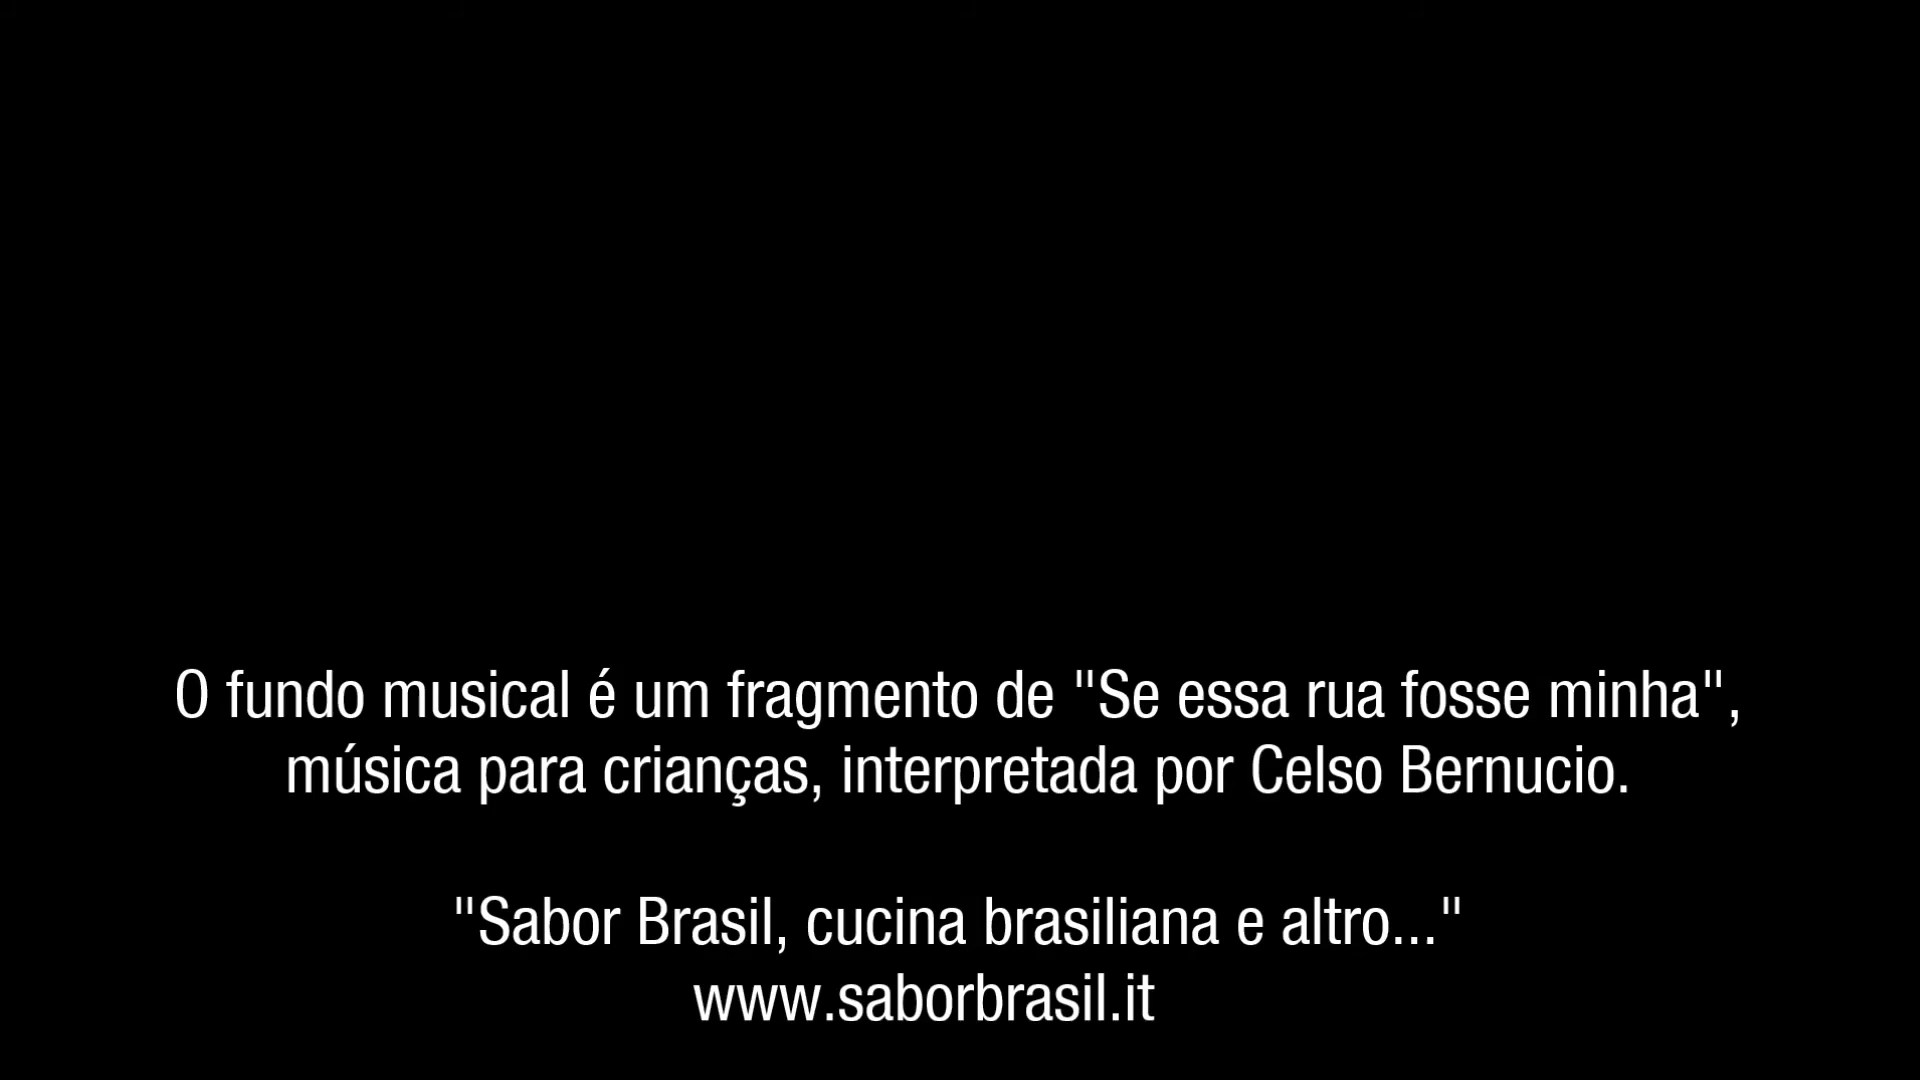 O fundo musical é um fragmento de "Se essa rua fosse minha",
música para crianças, interpretada por Celso Bernucio.
"Sabor Brasil, cucina brasiliana e altro..."
www.saborbrasil.it